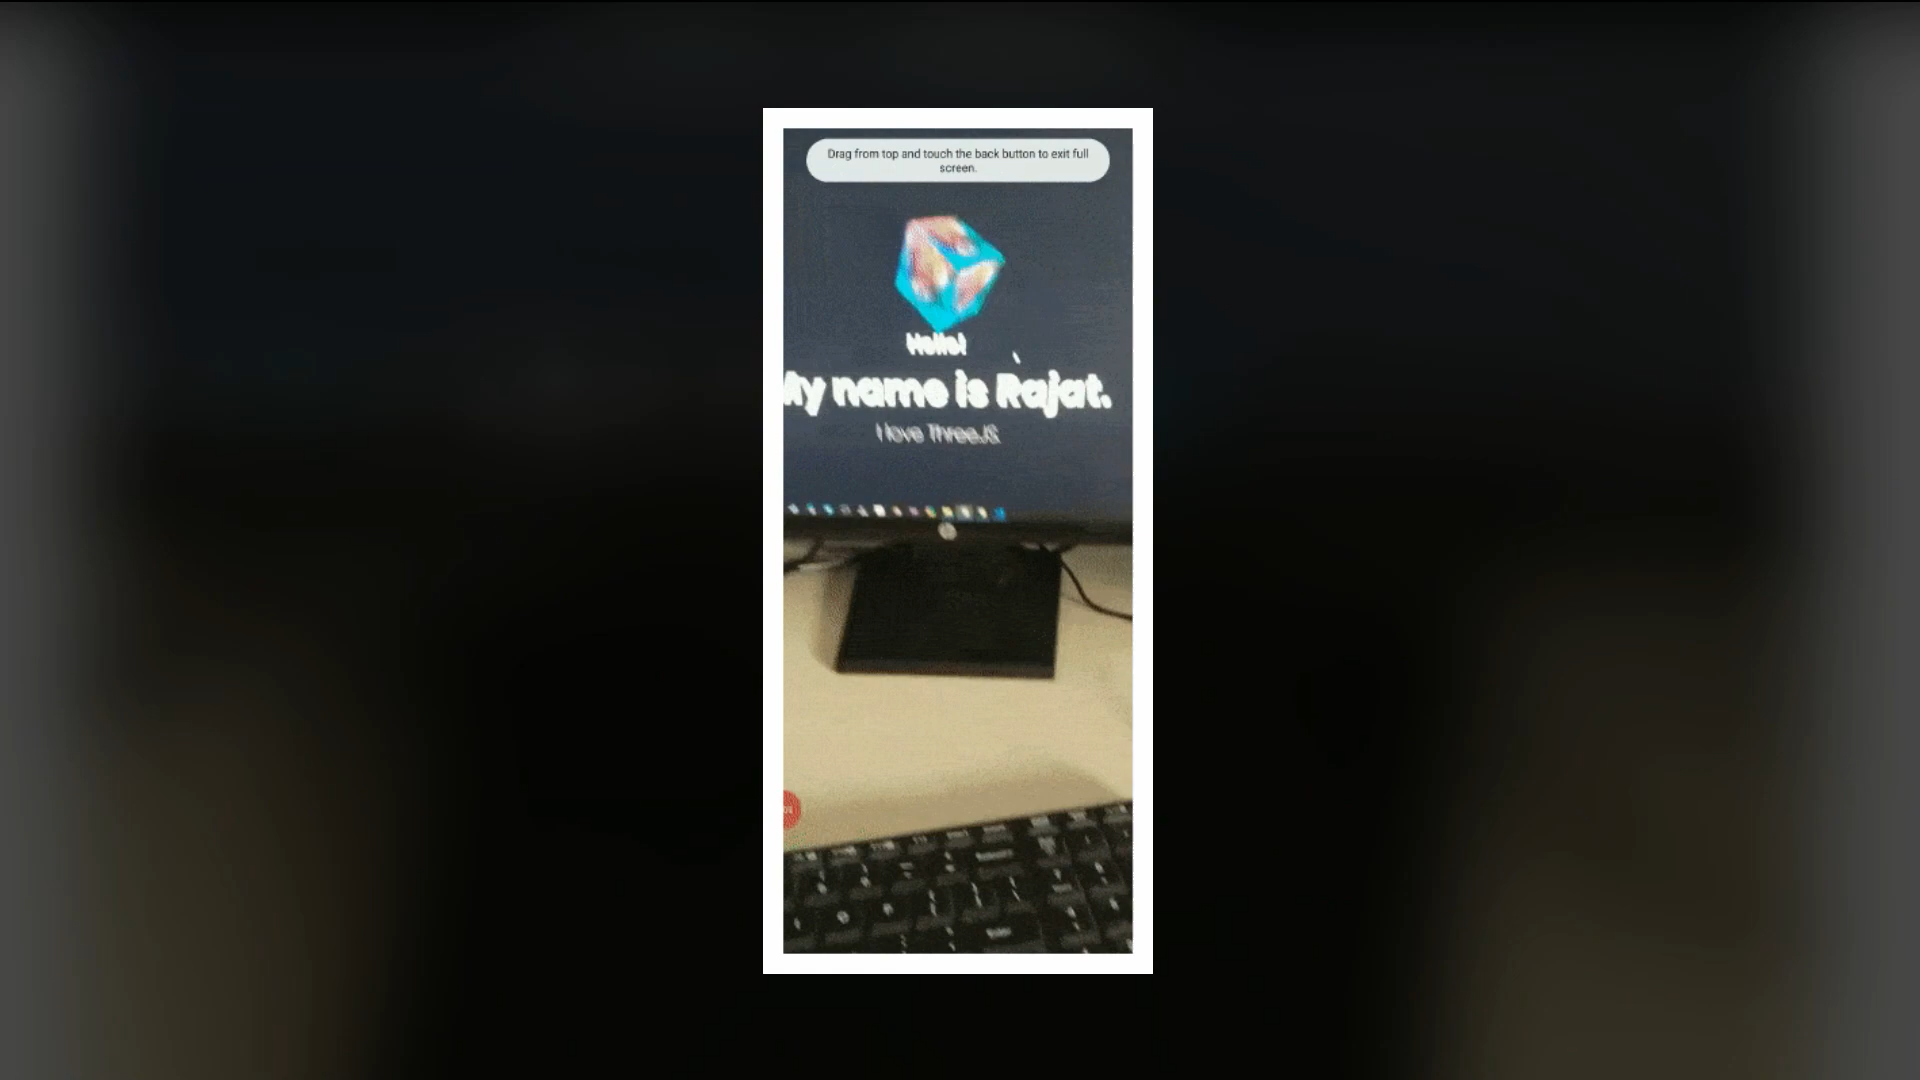 Drag from top and touch the back button to exit full
screen.
Hello!
My name is Rajat.
I love ThreeJS